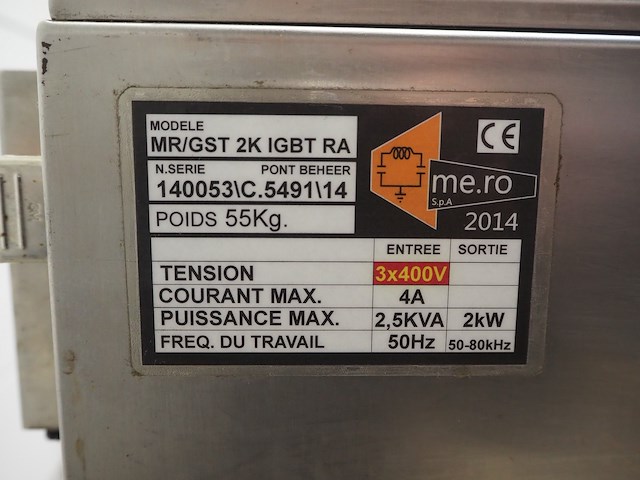 MODELE
MR/GST 2K IGBT RA
N.SERIE PONT BEHEER
140053\C.5491\14
POIDS 55Kg.
CE
me.ro
S.p.A
2014
ENTREE SORTIE
TENSION 3x400V
COURANT MAX. 4A
PUISSANCE MAX. 2,5KVA 2kW
FREQ. DU TRAVAIL 50Hz 50-80kHz